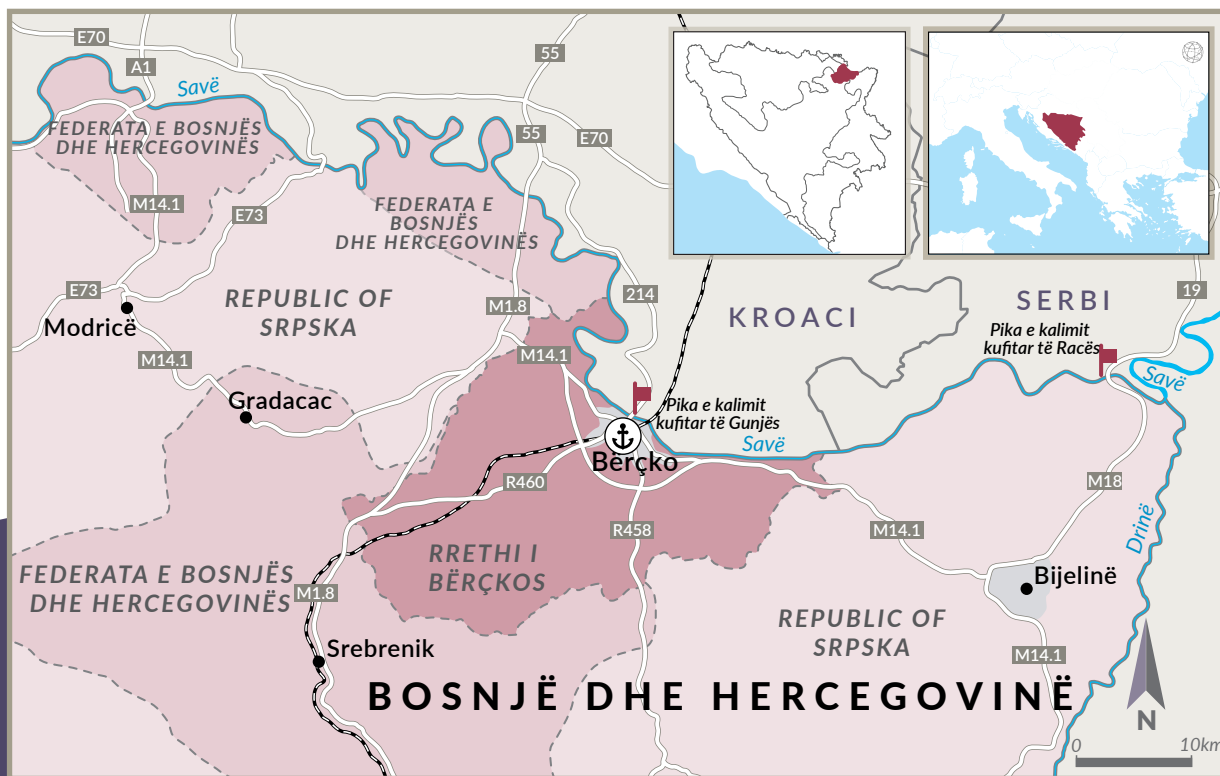 E70
A1
Savë
55
FEDERATA E BOSNJËS
DHE HERCEGOVINËS
55
E70
M14.1
E73
FEDERATA E
BOSNJËS
DHE HERCEGOVINËS
E73
REPUBLIC OF
SRPSKA
M1.8
214
KROACI
SERBI
19
Modricë
Pika e kalimit
kufitar të Racës
M14.1
M14.1
Savë
Gradacac
Pika e kalimit
kufitar të Gunjës
Savë
Bërçko
R460
M18
R458
M14.1
Drinë
RRETHI I
BËRÇKOS
FEDERATA E BOSNJËS
DHE HERCEGOVINËS
M1.8
Bijelinë
REPUBLIC OF
SRPSKA
Srebrenik
M14.1
BOSNJË DHE HERCEGOVINË
N
0 10km